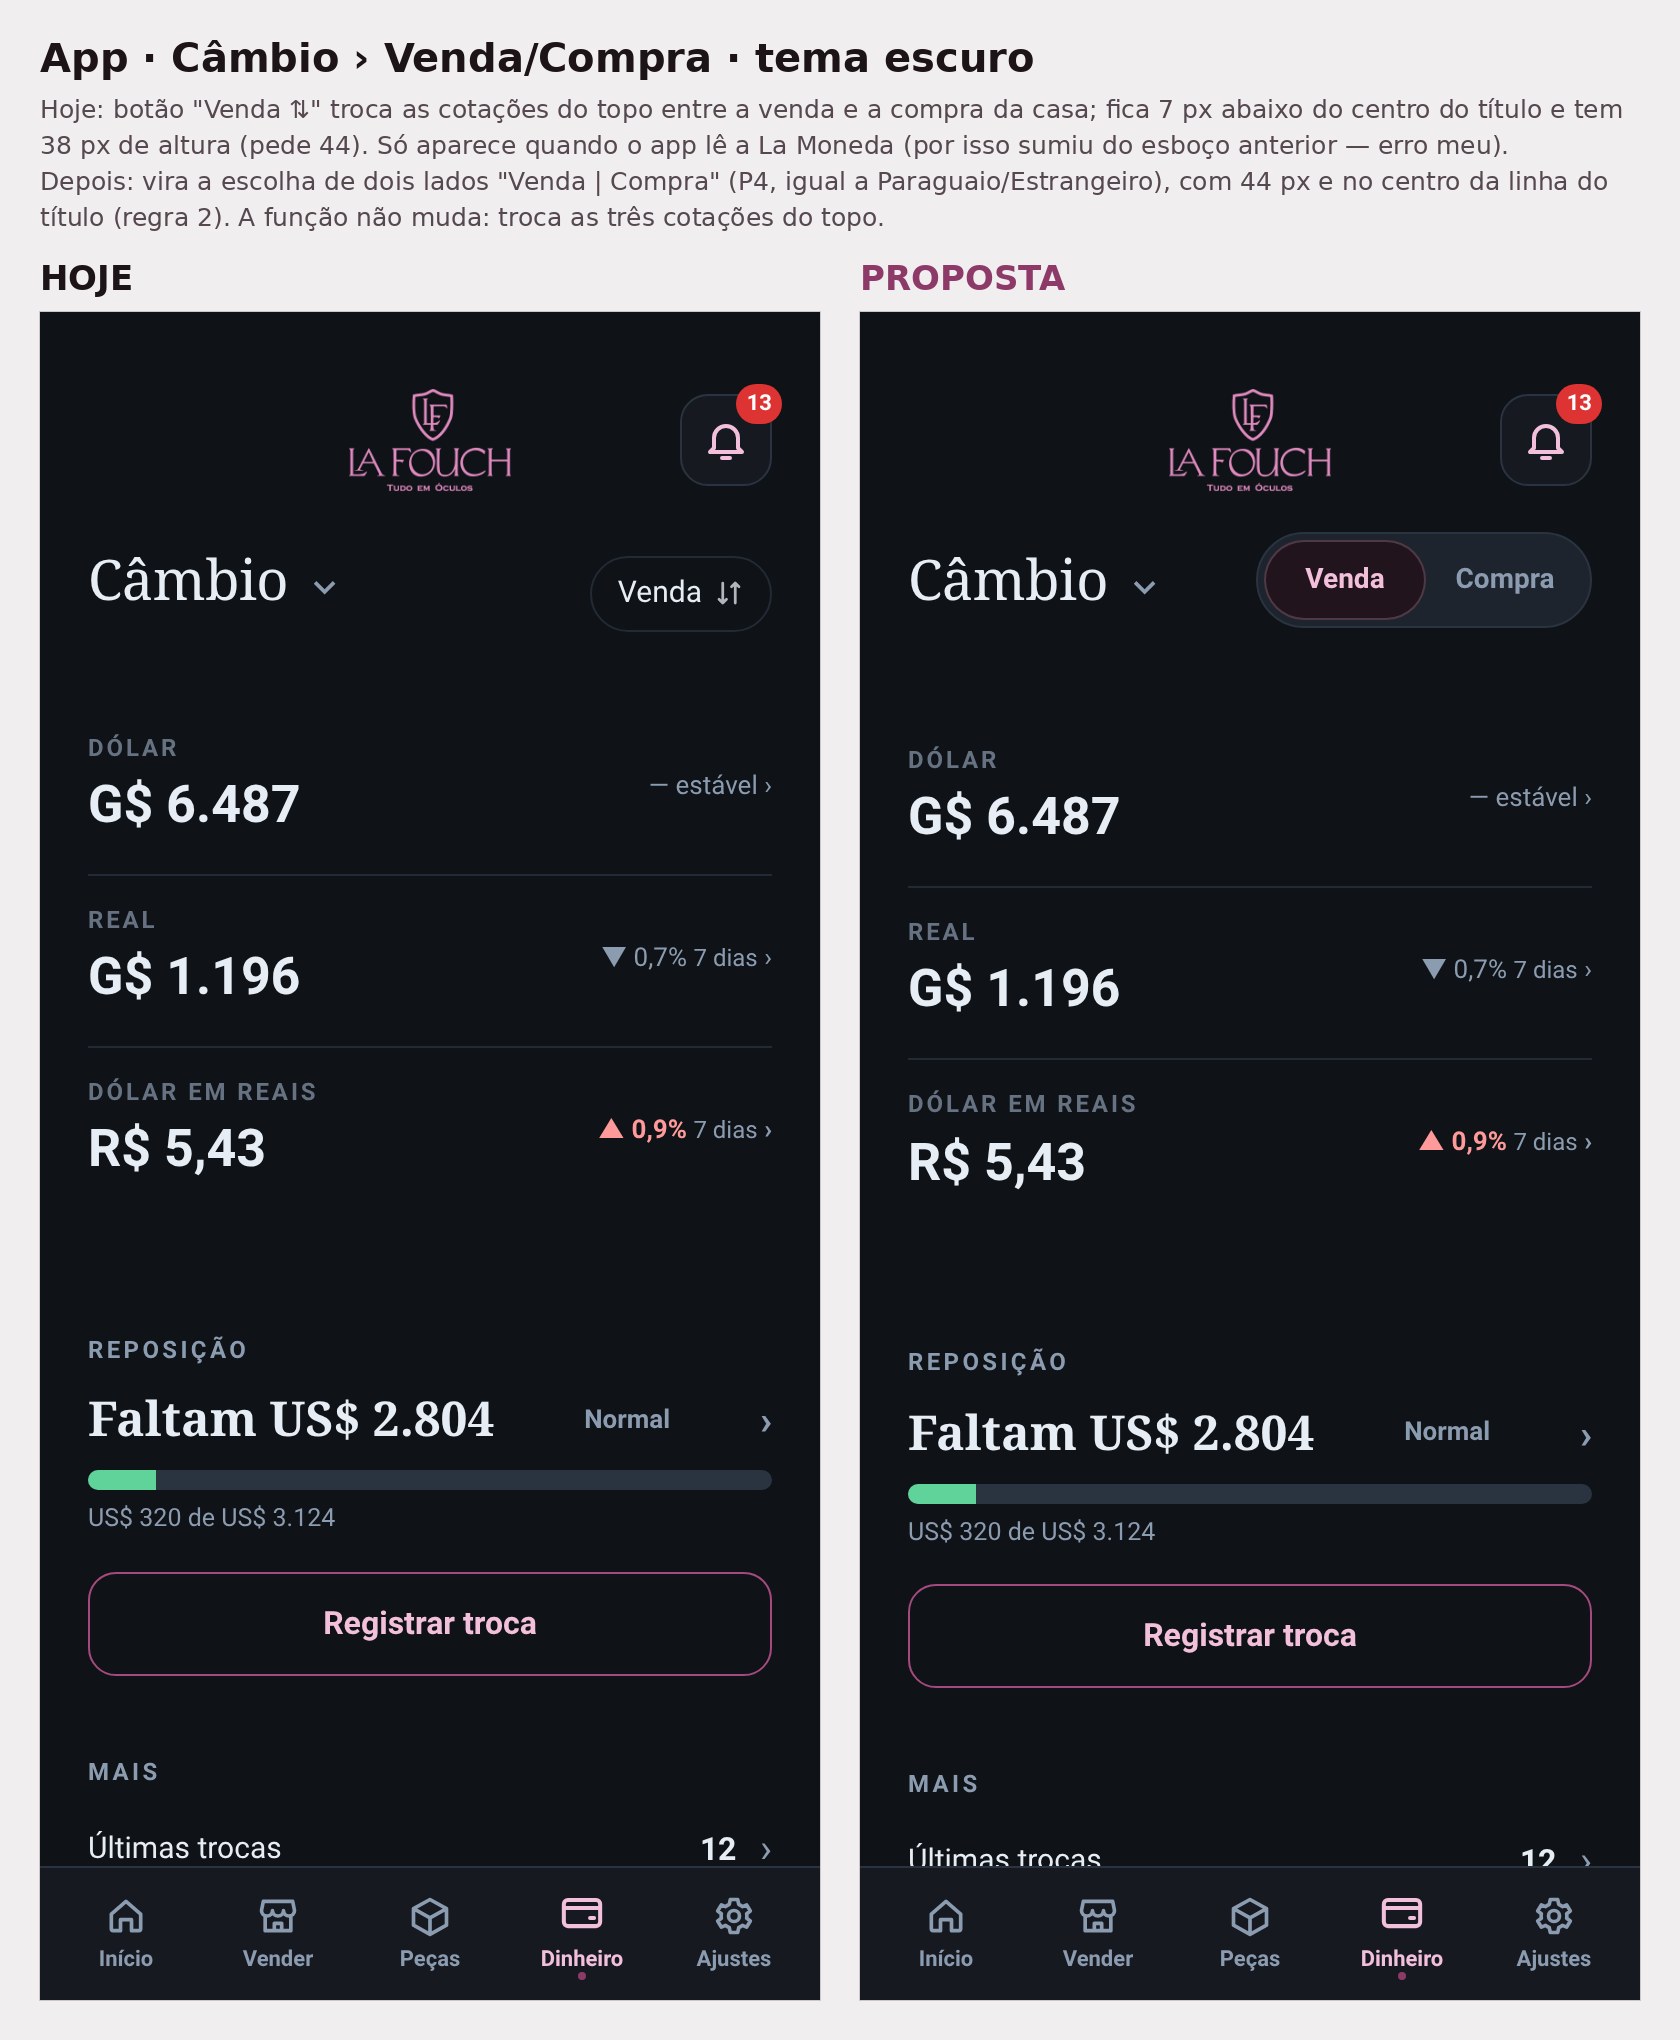 App · Câmbio › Venda/Compra · tema escuro
Hoje: botão "Venda ⇅" troca as cotações do topo entre a venda e a compra da casa; fica 7 px abaixo do centro do título e tem
38 px de altura (pede 44). Só aparece quando o app lê a La Moneda (por isso sumiu do esboço anterior — erro meu).
Depois: vira a escolha de dois lados "Venda | Compra" (P4, igual a Paraguaio/Estrangeiro), com 44 px e no centro da linha do
título (regra 2). A função não muda: troca as três cotações do topo.
HOJE
LF
LA FOUCH
TUDO EM ÓCULOS
13
Câmbio
Venda
DÓLAR
G$ 6.487
— estável ›
REAL
G$ 1.196
▼ 0,7% 7 dias ›
DÓLAR EM REAIS
R$ 5,43
▲ 0,9% 7 dias ›
REPOSIÇÃO
Faltam US$ 2.804 Normal ›
US$ 320 de US$ 3.124
Registrar troca
MAIS
Últimas trocas 12 ›
Início Vender Peças Dinheiro Ajustes
PROPOSTA
LF
LA FOUCH
TUDO EM ÓCULOS
13
Câmbio
Venda Compra
DÓLAR
G$ 6.487
— estável ›
REAL
G$ 1.196
▼ 0,7% 7 dias ›
DÓLAR EM REAIS
R$ 5,43
▲ 0,9% 7 dias ›
REPOSIÇÃO
Faltam US$ 2.804 Normal ›
US$ 320 de US$ 3.124
Registrar troca
MAIS
Últimas trocas 12 ›
Início Vender Peças Dinheiro Ajustes